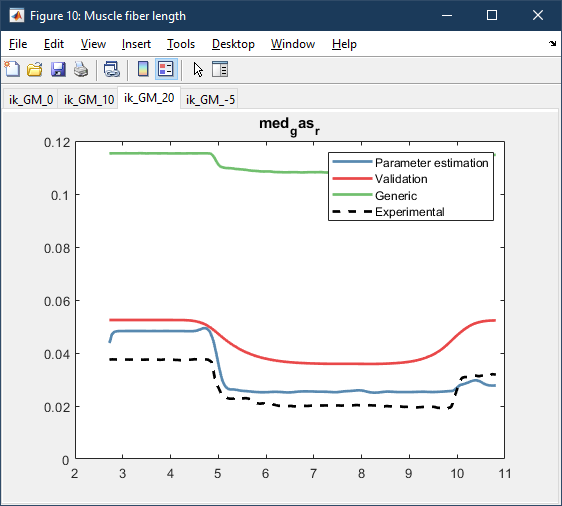 Figure 10: Muscle fiber length
File Edit View Insert Tools Desktop Window Help
ik_GM_0 ik_GM_10 ik_GM_20 ik_GM_-5
med_gas_r
0.12
Parameter estimation
Validation
Generic
Experimental
0.1
0.08
0.06
0.04
0.02
0
2 3 4 5 6 7 8 9 10 11